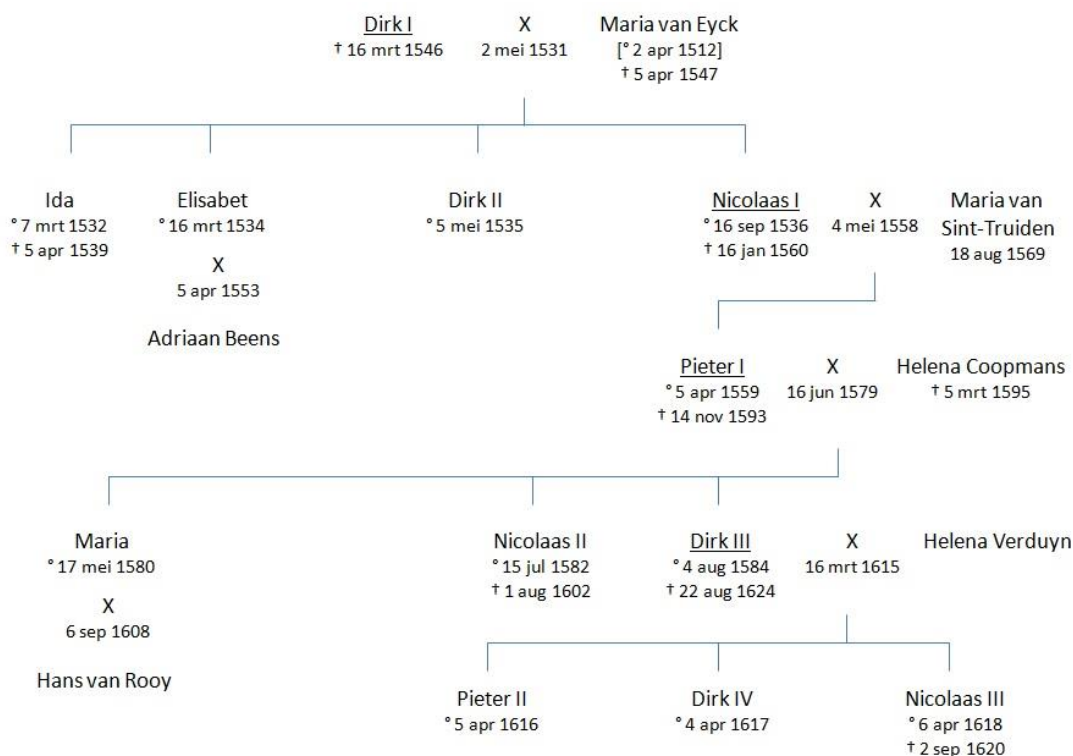 Dirk I X Maria van Eyck
† 16 mrt 1546 2 mei 1531 [° 2 apr 1512]
† 5 apr 1547
Ida Elisabet Dirk II Nicolaas I X Maria van
° 7 mrt 1532 ° 16 mrt 1534 ° 5 mei 1535 ° 16 sep 1536 4 mei 1558 Sint-Truiden
† 5 apr 1539 † 16 jan 1560 18 aug 1569
X
5 apr 1553
Adriaan Beens
Pieter I X Helena Coopmans
° 5 apr 1559 16 jun 1579 † 5 mrt 1595
† 14 nov 1593
Maria Nicolaas II Dirk III X Helena Verduyn
° 17 mei 1580 ° 15 jul 1582 ° 4 aug 1584 16 mrt 1615
† 1 aug 1602 † 22 aug 1624
X
6 sep 1608
Hans van Rooy
Pieter II Dirk IV Nicolaas III
° 5 apr 1616 ° 4 apr 1617 ° 6 apr 1618
† 2 sep 1620